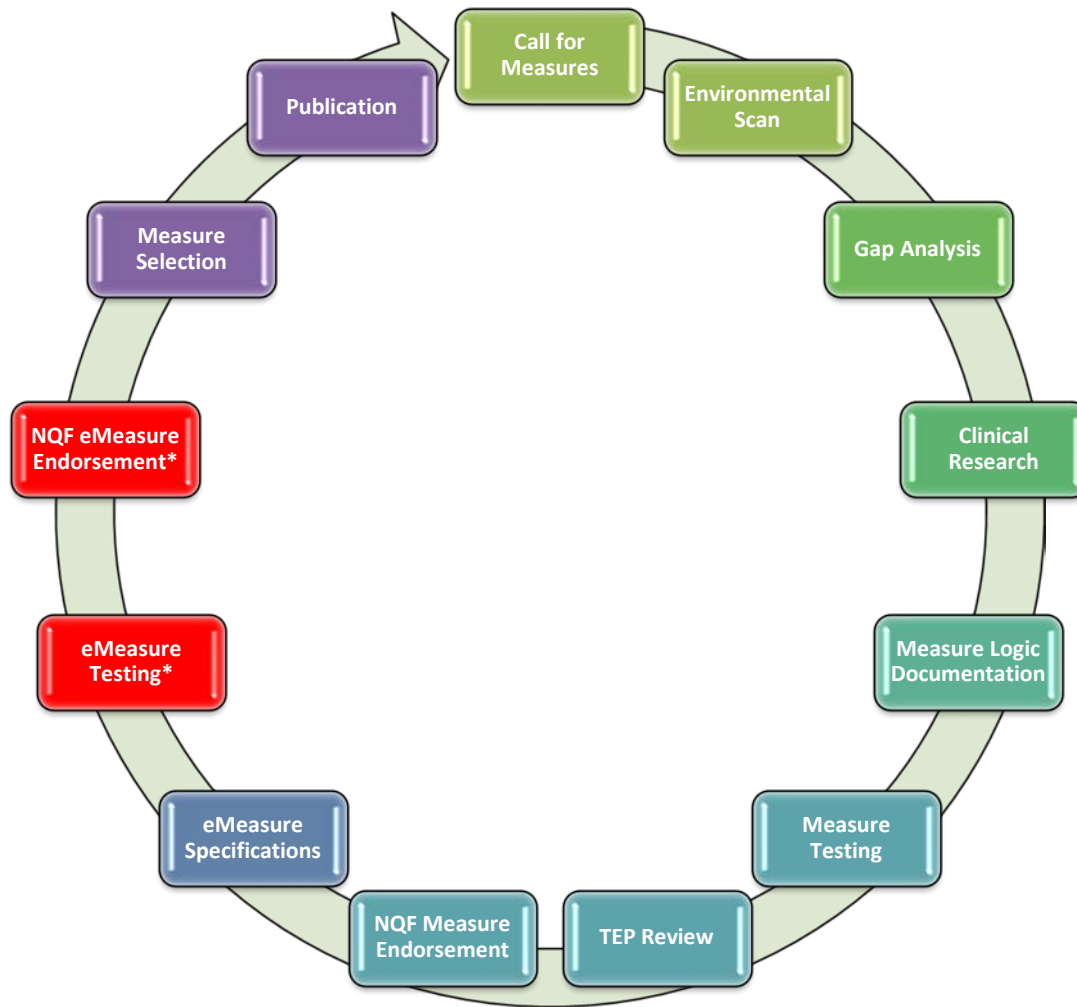 Call for
Measures
Environmental
Scan
Gap Analysis
Clinical
Research
Measure Logic
Documentation
Measure
Testing
TEP Review
NQF Measure
Endorsement
eMeasure
Specifications
eMeasure
Testing*
NQF eMeasure
Endorsement*
Measure
Selection
Publication